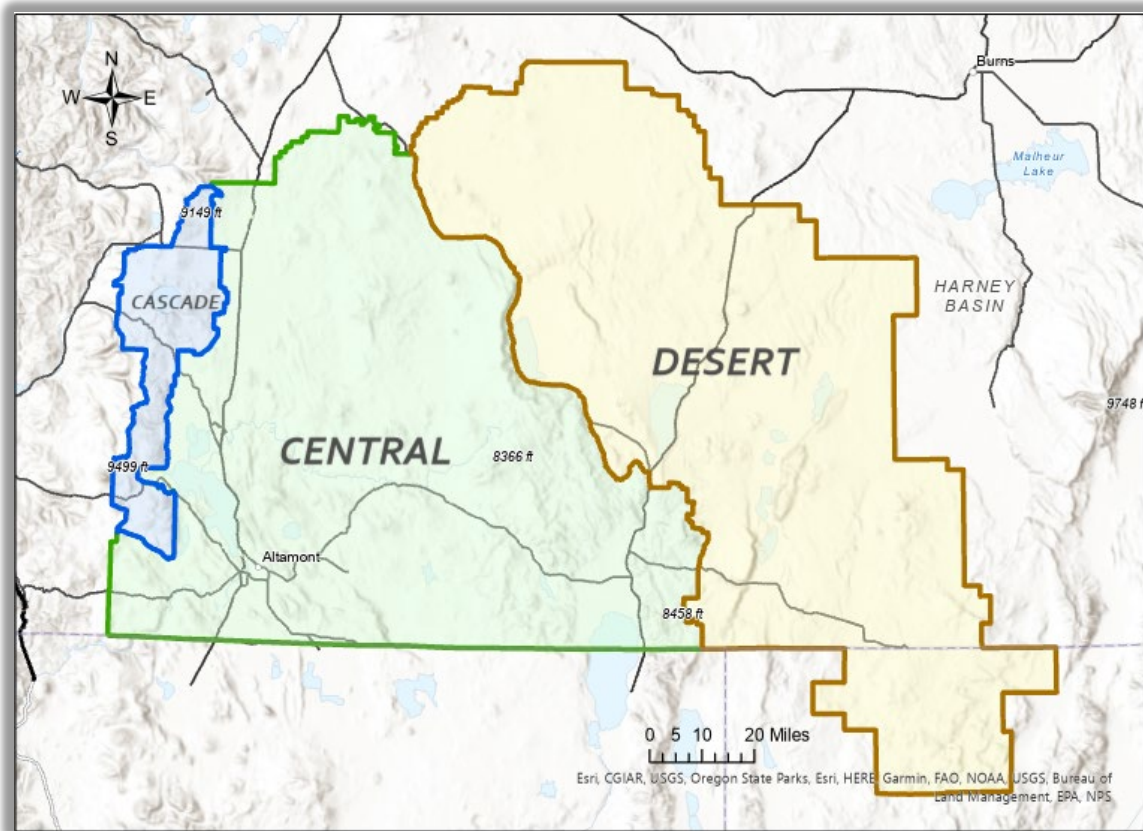 N
W E
S
Burns
Malheur
Lake
9149 ft
CASCADE
HARNEY
BASIN
DESERT
9748 ft
CENTRAL
8366 ft
9499 ft
Altamont
8458 ft
0 5 10 20 Miles
Esri, CGIAR, USGS, Oregon State Parks, Esri, HERE, Garmin, FAO, NOAA, USGS, Bureau of
Land Management, EPA, NPS